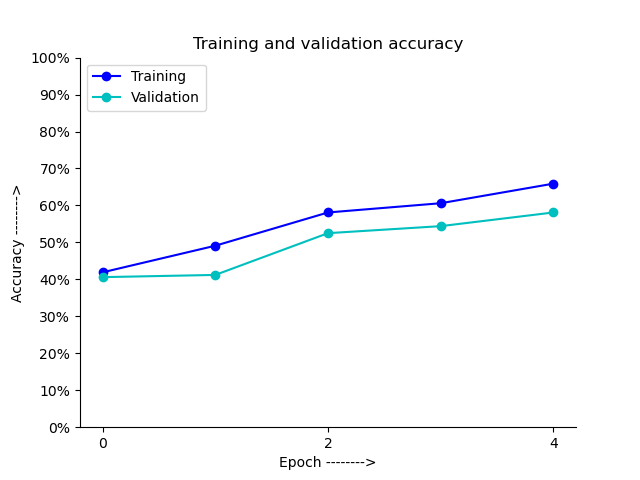 Training and validation accuracy
100%
90%
80%
70%
60%
50%
40%
30%
20%
10%
0%
Training
Validation
Accuracy -------->
0
2
4
Epoch -------->